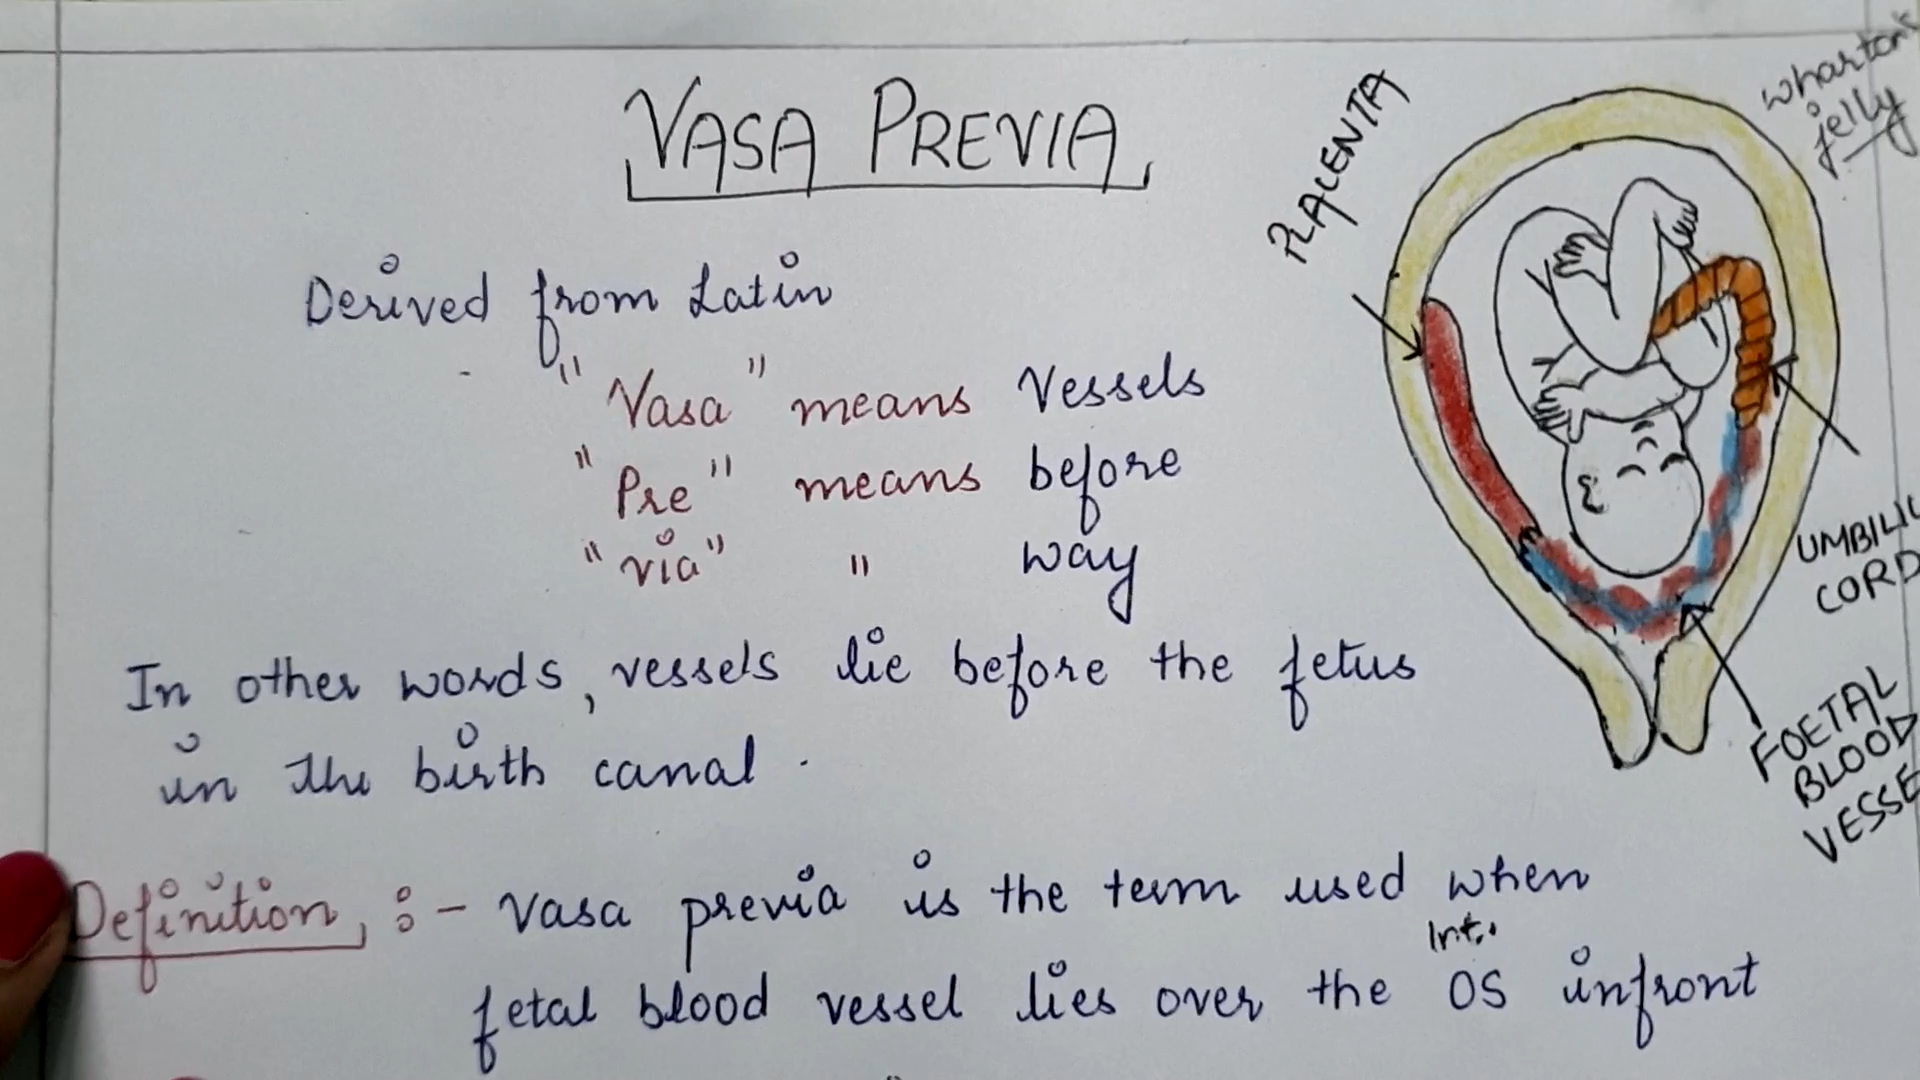 VASA PREVIA
Derived from Latin
"Vasa" means Vessels
"Pre" means before
"via" " way
In other words, vessels lie before the fetus
in the birth canal.
Definition :- Vasa previa is the term used when
Int.
fetal blood vessel lies over the OS infront
PLACENTA
Wharton's
jelly
UMBILIC
CORD
FOETAL
BLOOD
VESSE